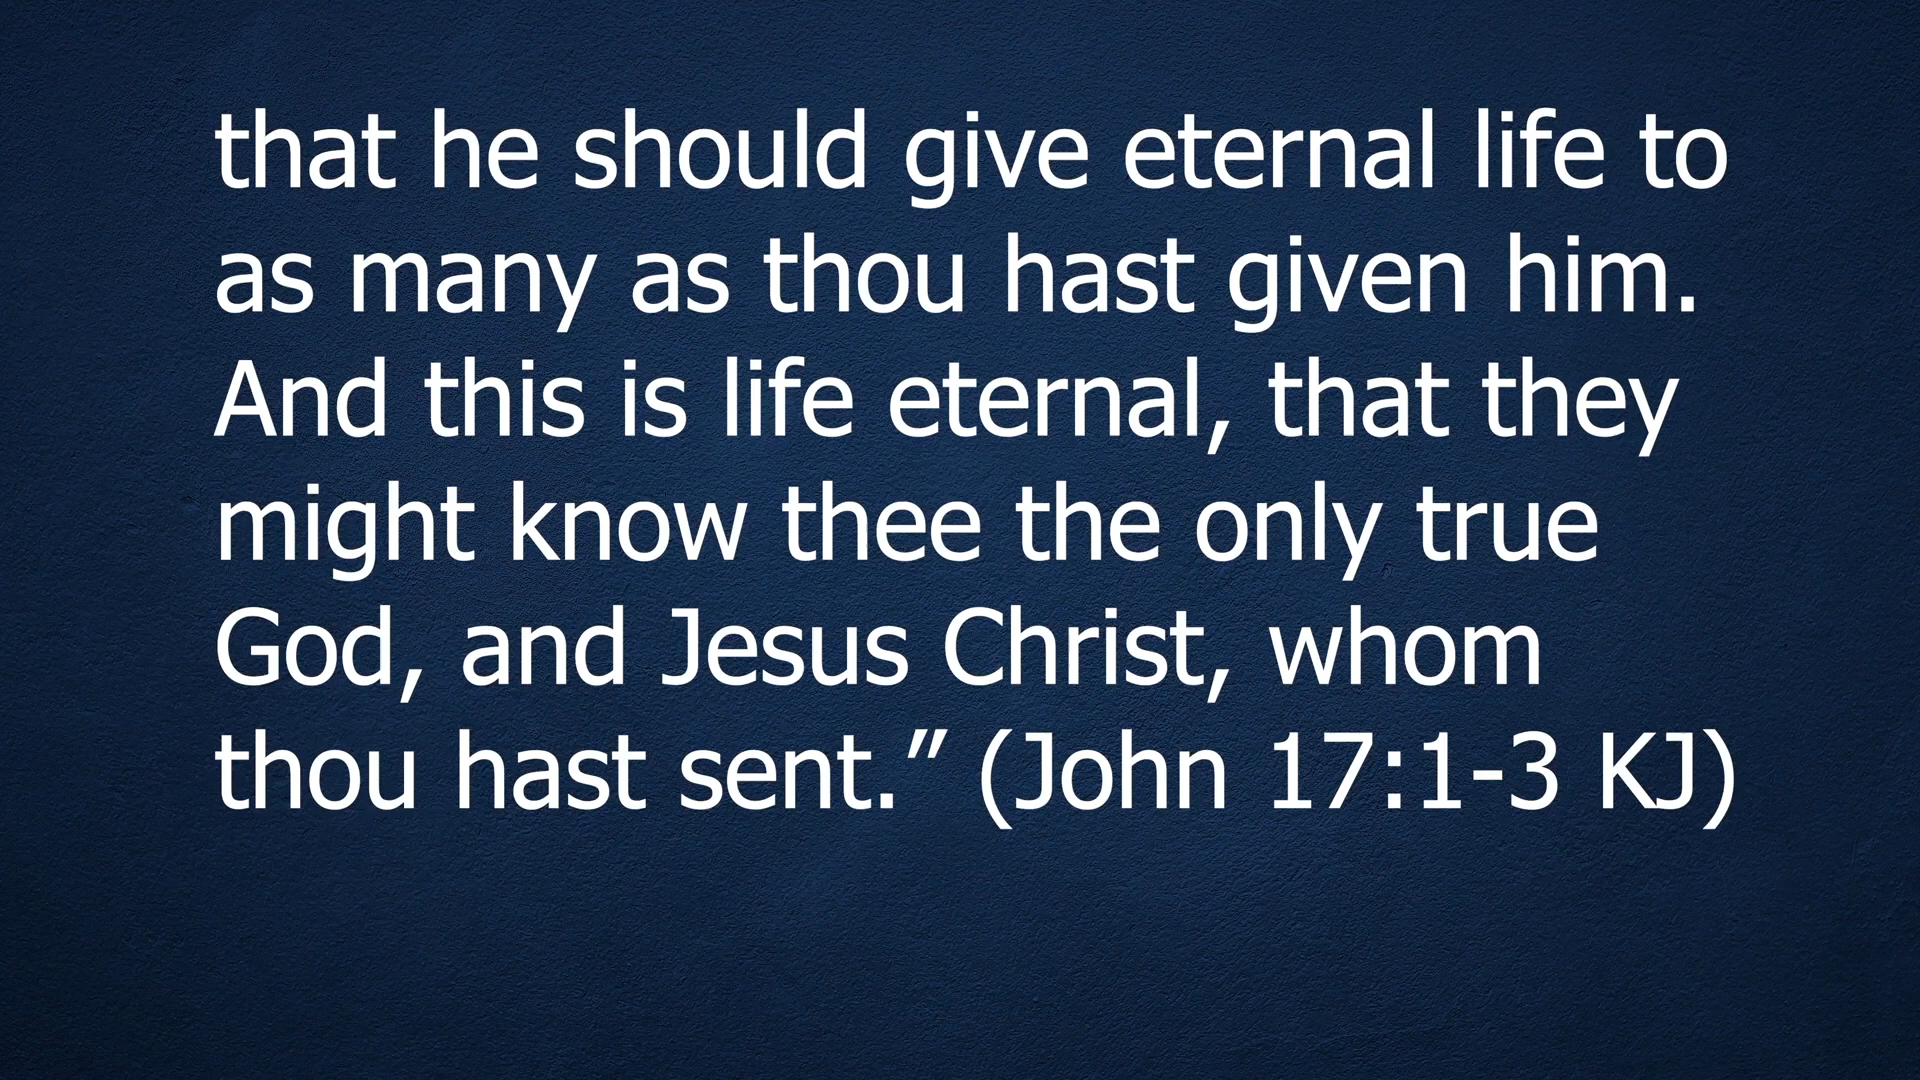 that he should give eternal life to
as many as thou hast given him.
And this is life eternal, that they
might know thee the only true
God, and Jesus Christ, whom
thou hast sent.” (John 17:1-3 KJ)